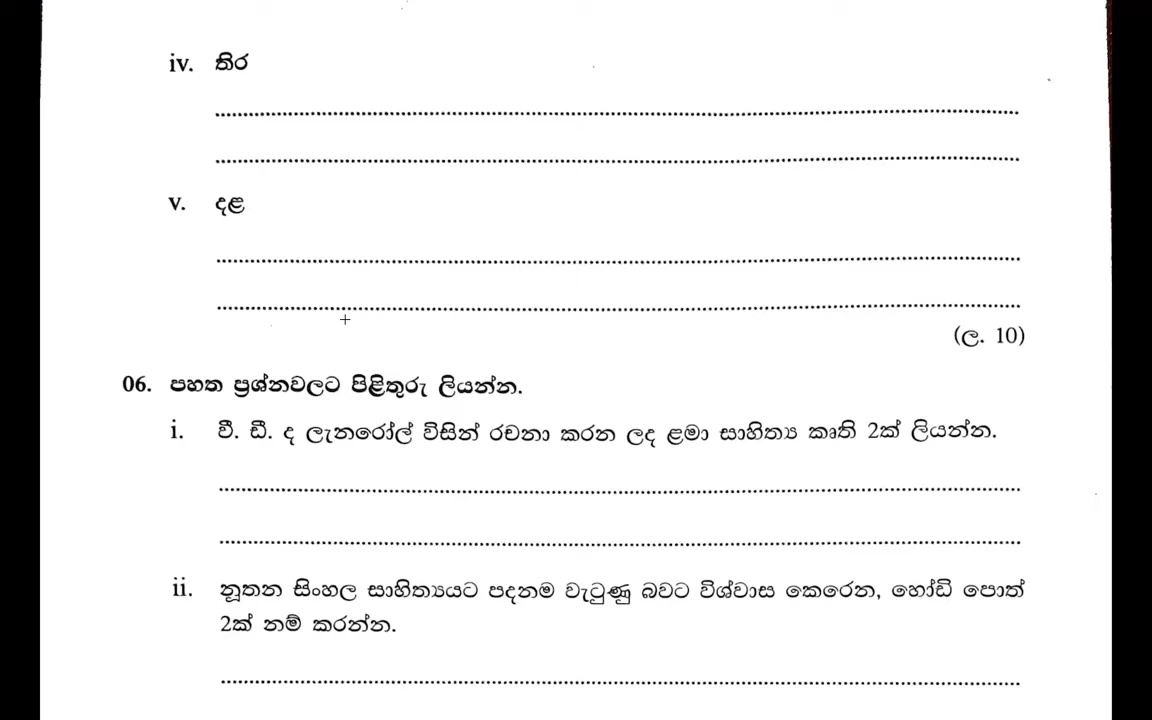 iv. තිර
v. දළ
(ල. 10)
06. පහත ප්‍රශ්නවලට පිළිතුරු ලියන්න.
i. වී. ඩී. ද ලැනරෝල් විසින් රචනා කරන ලද ළමා සාහිත්‍ය කෘති 2ක් ලියන්න.
ii. නූතන සිංහල සාහිත්‍යයට පදනම වැටුණු බවට විශ්වාස කෙරෙන, හෝඩි පොත්
2ක් නම් කරන්න.